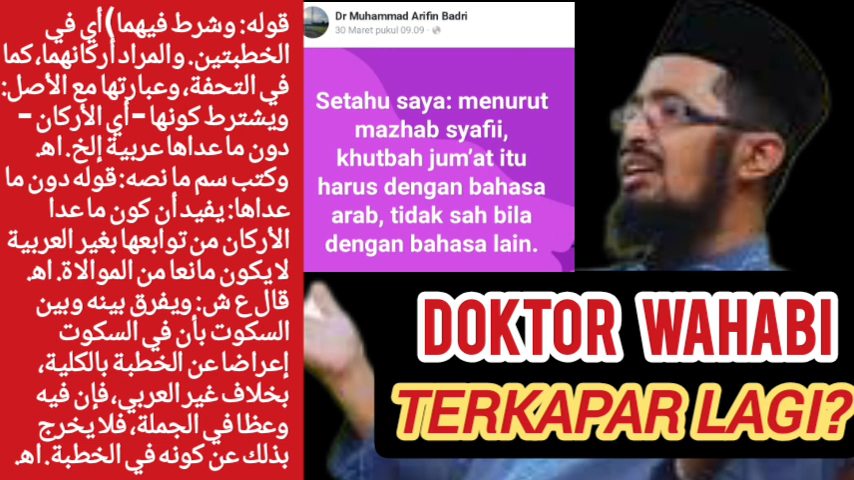 قوله: وشرط فيهما) أي في
الخطبتين. والمراد أركانهما، كما
في التحفة، وعبارتها مع الأصل:
ويشترط كونها - أي الأركان -
دون ما عداها عربية إلخ. اهـ.
وكتب سم ما نصه: قوله دون ما
عداها: يفيد أن كون ما عدا
الأركان من توابعها بغير العربية
لا يكون مانعا من الموالاة. اهـ.
قال ع ش: ويفرق بينه وبين
السكوت بأن في السكوت
إعراضا عن الخطبة بالكلية،
بخلاف غير العربي، فإن فيه
وعظا في الجملة، فلا يخرج
بذلك عن كونه في الخطبة. اهـ.
Dr Muhammad Arifin Badri
30 Maret pukul 09.09 ·
Setahu saya: menurut
mazhab syafii,
khutbah jum'at itu
harus dengan bahasa
arab, tidak sah bila
dengan bahasa lain.
DOKTOR WAHABI
TERKAPAR LAGI?